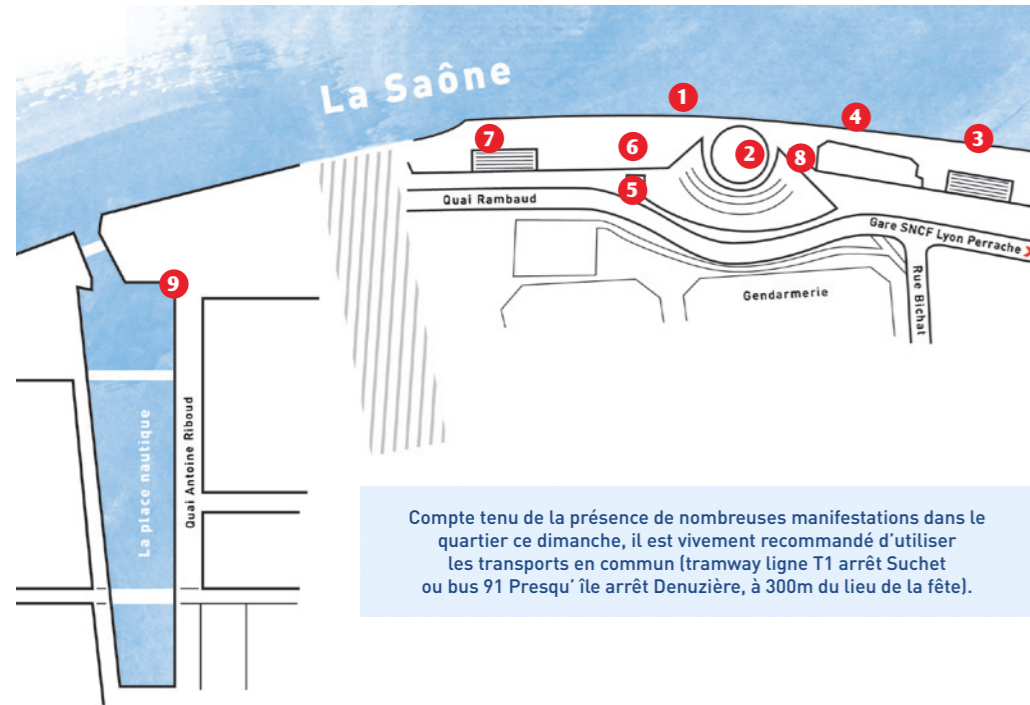 La Saône
1
4
7
6
2
8
3
5
Quai Rambaud
Gare SNCF Lyon Perrache
Rue Bichat
Gendarmerie
9
La place nautique
Quai Antoine Riboud
Compte tenu de la présence de nombreuses manifestations dans le
quartier ce dimanche, il est vivement recommandé d’utiliser
les transports en commun (tramway ligne T1 arrêt Suchet
ou bus 91 Presqu’ île arrêt Denuzière, à 300m du lieu de la fête).